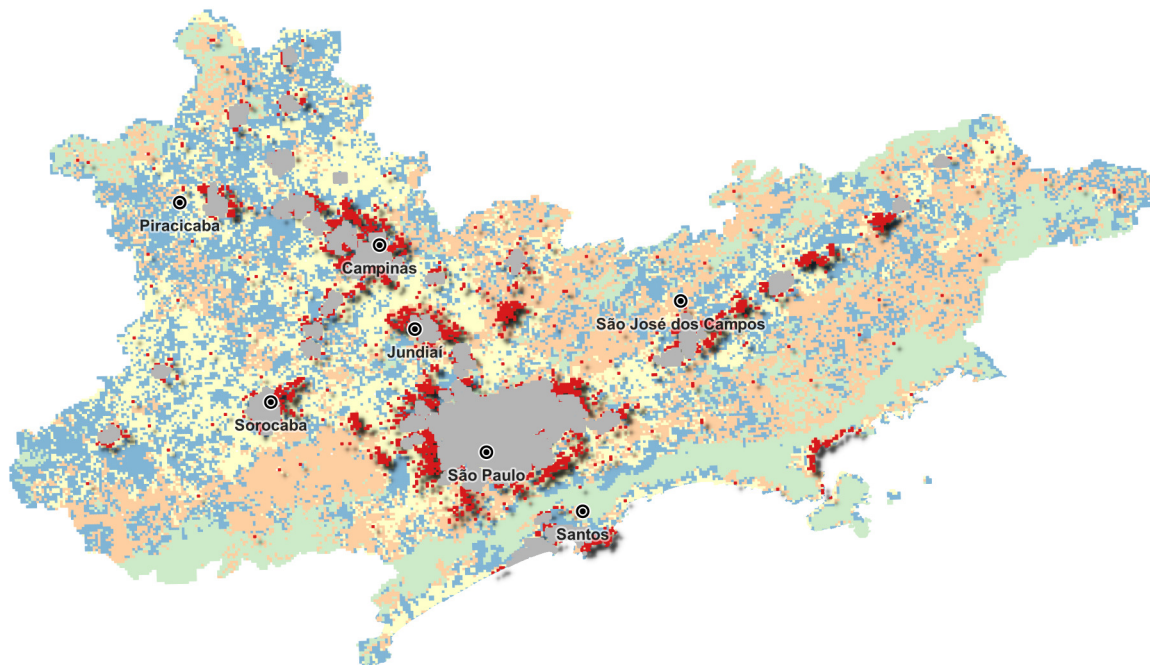 Piracicaba
Campinas
São José dos Campos
Jundiaí
Sorocaba
São Paulo
Santos